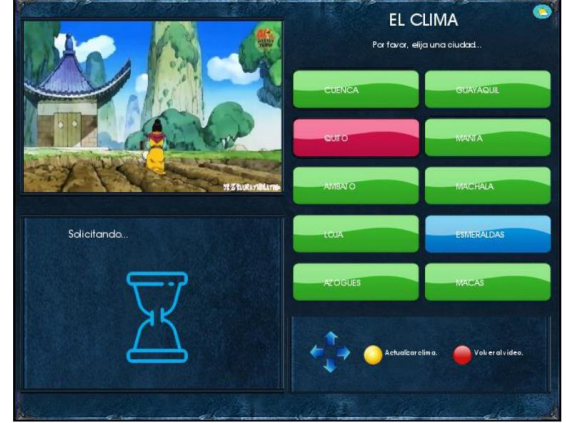 EL CLIMA
Por favor, elija una ciudad...
CUENCA
GUAYAQUIL
QUITO
MANTA
AMBATO
MACHALA
Solicitando...
LOJA
ESMERALDAS
AZOGUES
MACAS
Actualizar clima.
Volver al video.